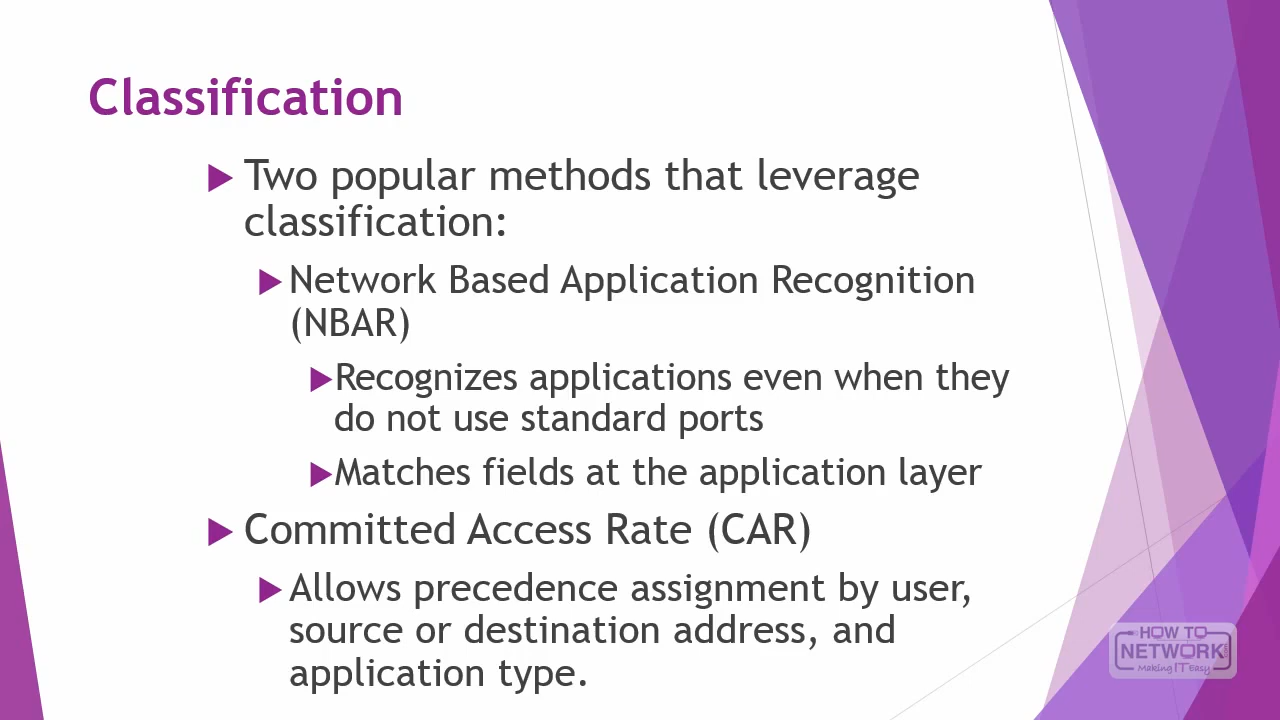 Classification
Two popular methods that leverage
classification:
Network Based Application Recognition
(NBAR)
Recognizes applications even when they
do not use standard ports
Matches fields at the application layer
Committed Access Rate (CAR)
Allows precedence assignment by user,
source or destination address, and
application type.
HOW TO
NETWORK.com
Making IT Easy